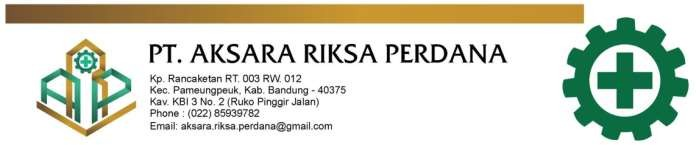 PT. AKSARA RIKSA PERDANA
Kp. Rancaketan RT. 003 RW. 012
Kec. Pameungpeuk, Kab. Bandung - 40375
Kav. KBI 3 No. 2 (Ruko Pinggir Jalan)
Phone : (022) 85939782
Email: aksara.riksa.perdana@gmail.com
ARP